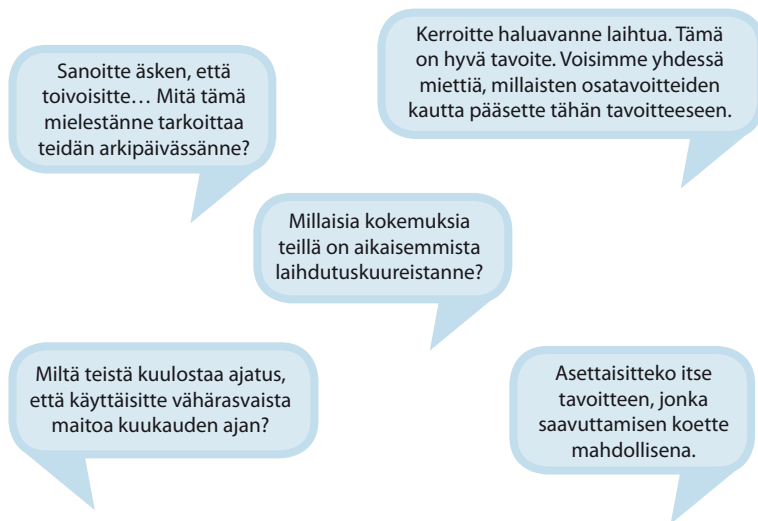 Sanoitte äsken, että
toivoisitte… Mitä tämä
mielestänne tarkoittaa
teidän arkipäivässänne?
Kerroitte haluavanne laihtua. Tämä
on hyvä tavoite. Voisimme yhdessä
miettiä, millaisten osatavoitteiden
kautta pääsette tähän tavoitteeseen.
Millaisia kokemuksia
teillä on aikaisemmista
laihdutuskuureistanne?
Miltä teistä kuulostaa ajatus,
että käyttäisitte vähärasvaista
maitoa kuukauden ajan?
Asettaisitteko itse
tavoitteen, jonka
saavuttamisen koette
mahdollisena.